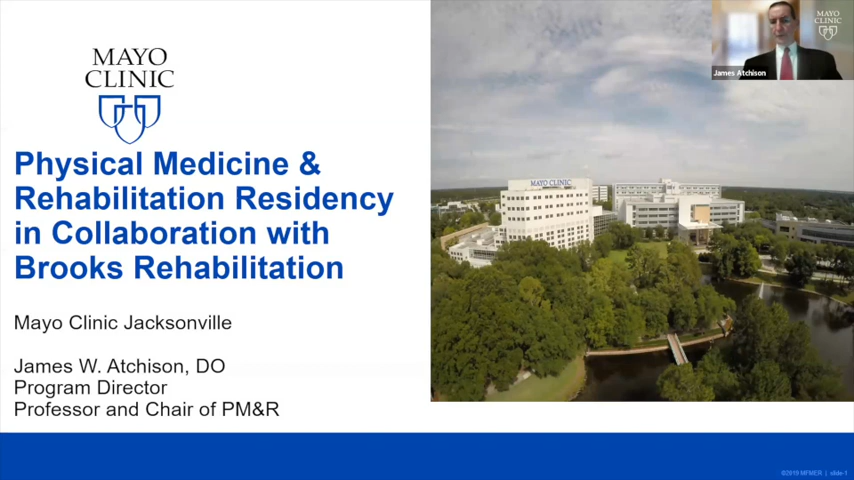 MAYO
CLINIC
Physical Medicine &
Rehabilitation Residency
in Collaboration with
Brooks Rehabilitation
Mayo Clinic Jacksonville
James W. Atchison, DO
Program Director
Professor and Chair of PM&R
MAYO CLINIC
James Atchison
MAYO
CLINIC
©2019 MFMER | slide-1